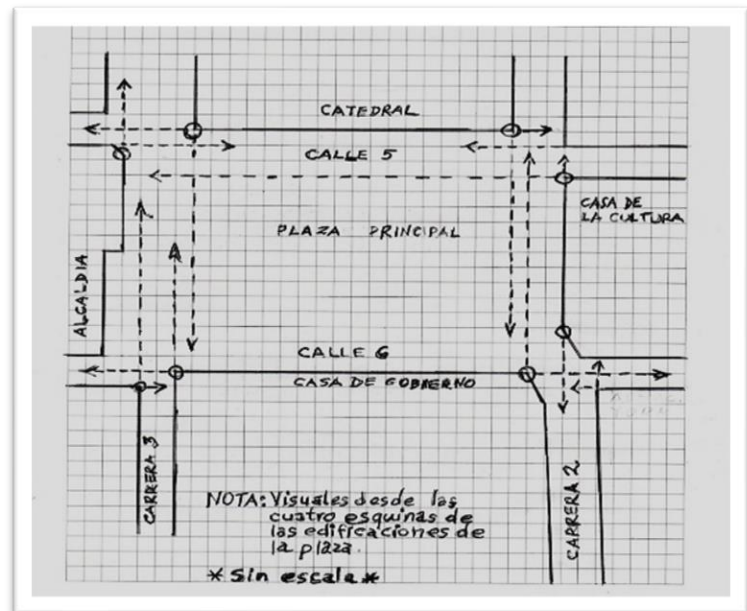 CATEDRAL
CALLE 5
CASA DE
LA CULTURA
PLAZA PRINCIPAL
ALCALDIA
CALLE 6
CASA DE GOBIERNO
CARRERA 3
CARRERA 2
NOTA: Visuales desde las
cuatro esquinas de
las edificaciones de
la plaza.
*Sin escala*